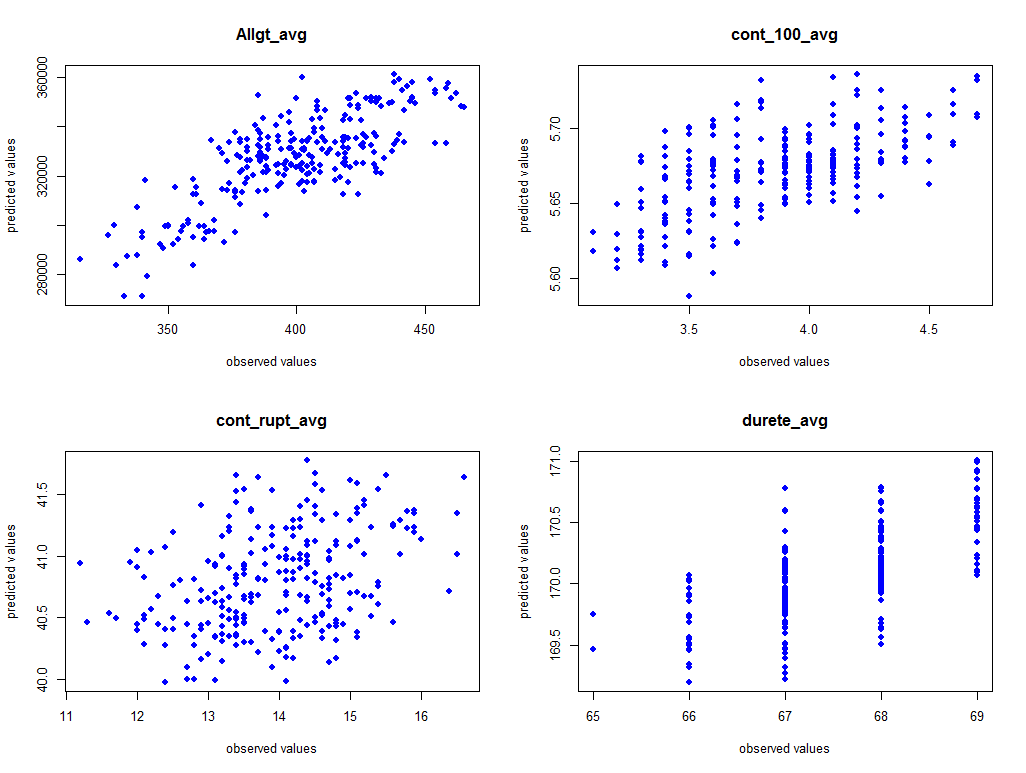 Allgt_avg
predicted values
280000
320000
360000
350
400
450
observed values
cont_100_avg
predicted values
5.60
5.65
5.70
3.5
4.0
4.5
observed values
cont_rupt_avg
predicted values
40.0
40.5
41.0
41.5
11
12
13
14
15
16
observed values
durete_avg
predicted values
169.5
170.0
170.5
171.0
65
66
67
68
69
observed values